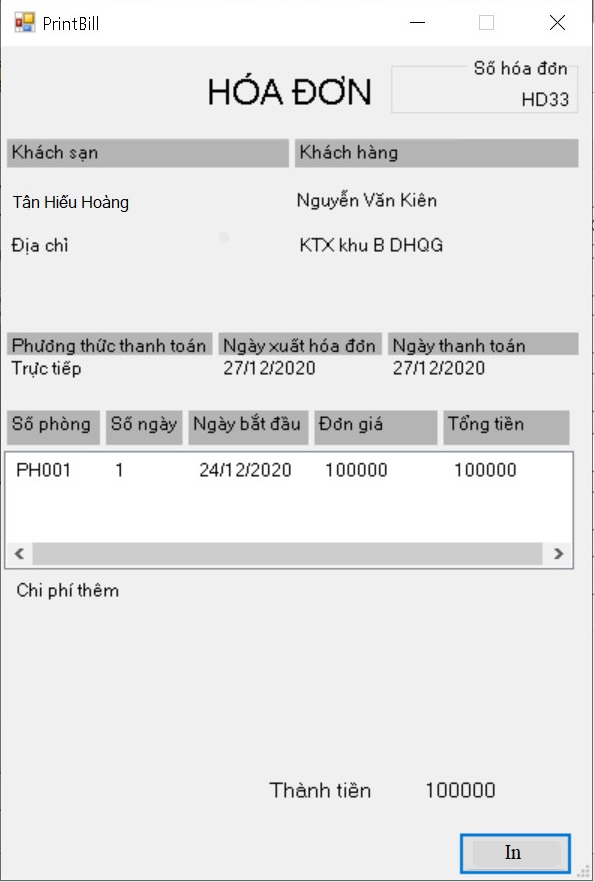 PrintBill
Số hóa đơn
HÓA ĐƠN
HD33
Khách sạn Khách hàng
Tân Hiếu Hoàng Nguyễn Văn Kiên
Địa chỉ KTX khu B DHQG
Phương thức thanh toán Ngày xuất hóa đơn Ngày thanh toán
Trực tiếp 27/12/2020 27/12/2020
Số phòng Số ngày Ngày bắt đầu Đơn giá Tổng tiền
PH001 1 24/12/2020 100000 100000
Chi phí thêm
Thành tiền 100000
In